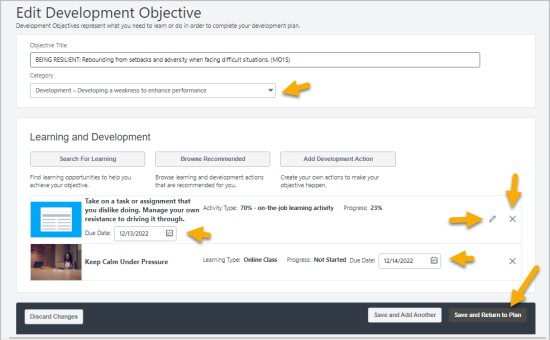 Edit Development Objective
Development Objectives represent what you need to learn or do in order to complete your development plan.
Objective Title
BEING RESILIENT: Rebounding from setbacks and adversity when facing difficult situations. (MO15)
Category
Development – Developing a weakness to enhance performance
Learning and Development
Search For Learning
Browse Recommended
Add Development Action
Find learning opportunities to help you
achieve your objective.
Browse learning and development actions
that are recommended for you.
Create your own actions to make your
objective happen.
Take on a task or assignment that
you dislike doing. Manage your own
resistance to driving it through.
Activity Type: 70% - on-the-job learning activity
Progress: 23%
Due Date: 12/13/2022
Keep Calm Under Pressure
Learning Type: Online Class
Progress: Not Started
Due Date: 12/14/2022
Discard Changes
Save and Add Another
Save and Return to Plan